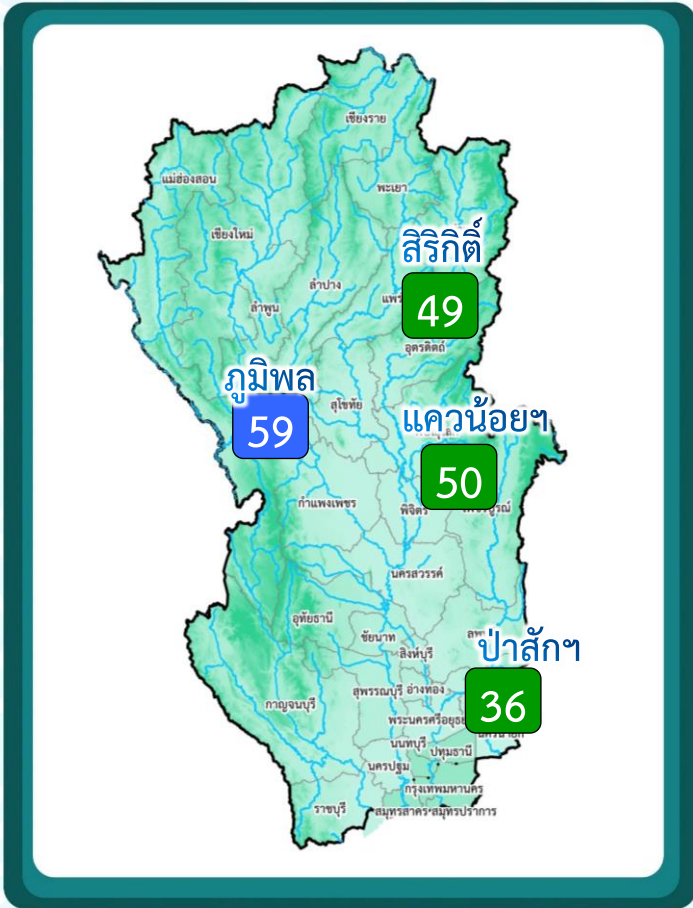 เชียงราย
แม่ฮ่องสอน
พะเยา
เชียงใหม่
สิริกิติ์
ลำปาง
แพร่
49
ลำพูน
อุตรดิตถ์
ภูมิพล
สุโขทัย
แควน้อยฯ
59
50
กำแพงเพชร
พิจิตร
นครสวรรค์
อุทัยธานี
ชัยนาท
ป่าสักฯ
สิงห์บุรี
สุพรรณบุรี
อ่างทอง
36
กาญจนบุรี
พระนครศรีอยุธย
นนทบุรี
ปทุมธานี
นครปฐม
กรุงเทพมหานคร
ราชบุรี
สมุทรสาคร
สมุทรปราการ